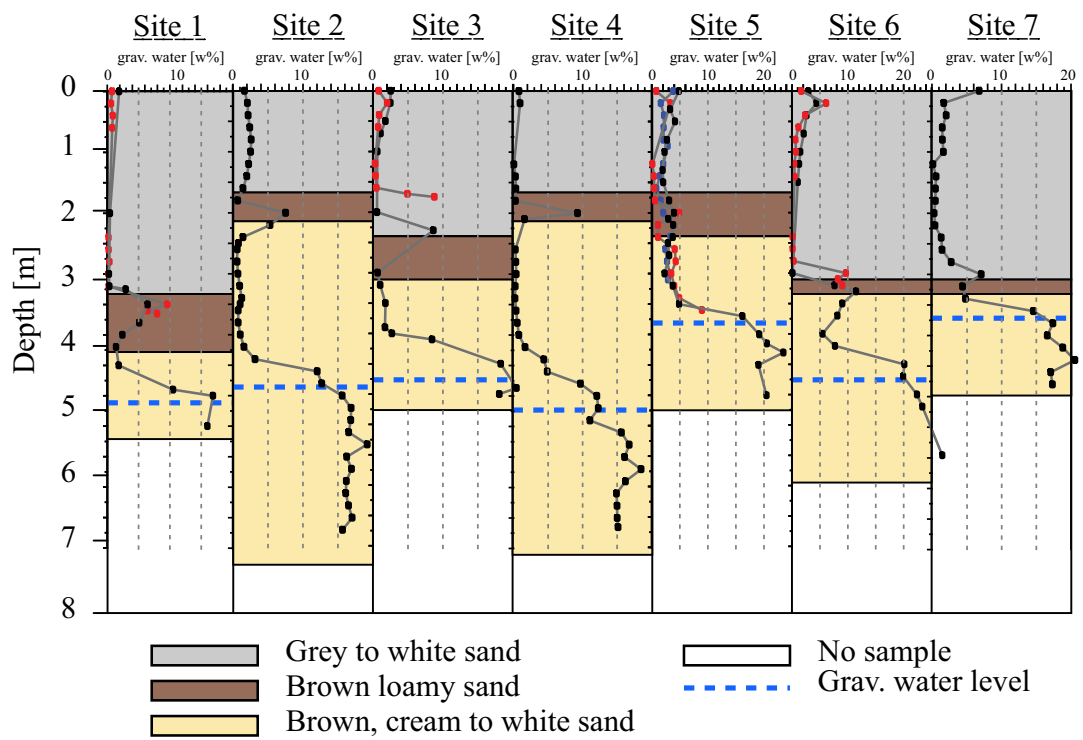 Site 1 Site 2 Site 3 Site 4 Site 5 Site 6 Site 7
grav. water [w%] grav. water [w%] grav. water [w%] grav. water [w%] grav. water [w%] grav. water [w%] grav. water [w%]
0 10 0 10 0 10 0 10 0 10 20 0 10 20 0 10 20
0
1
2
3
4
5
6
7
8
Depth [m]
Grey to white sand
No sample
Brown loamy sand
Grav. water level
Brown, cream to white sand